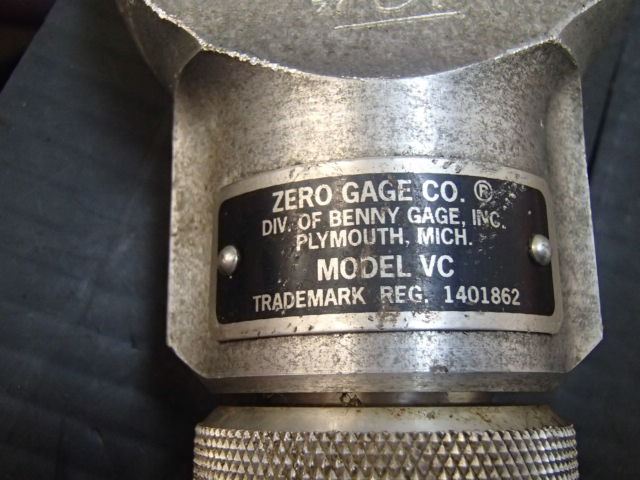 ZERO GAGE CO. ®
DIV. OF BENNY GAGE, INC.
PLYMOUTH, MICH.
MODEL VC
TRADEMARK REG. 1401862